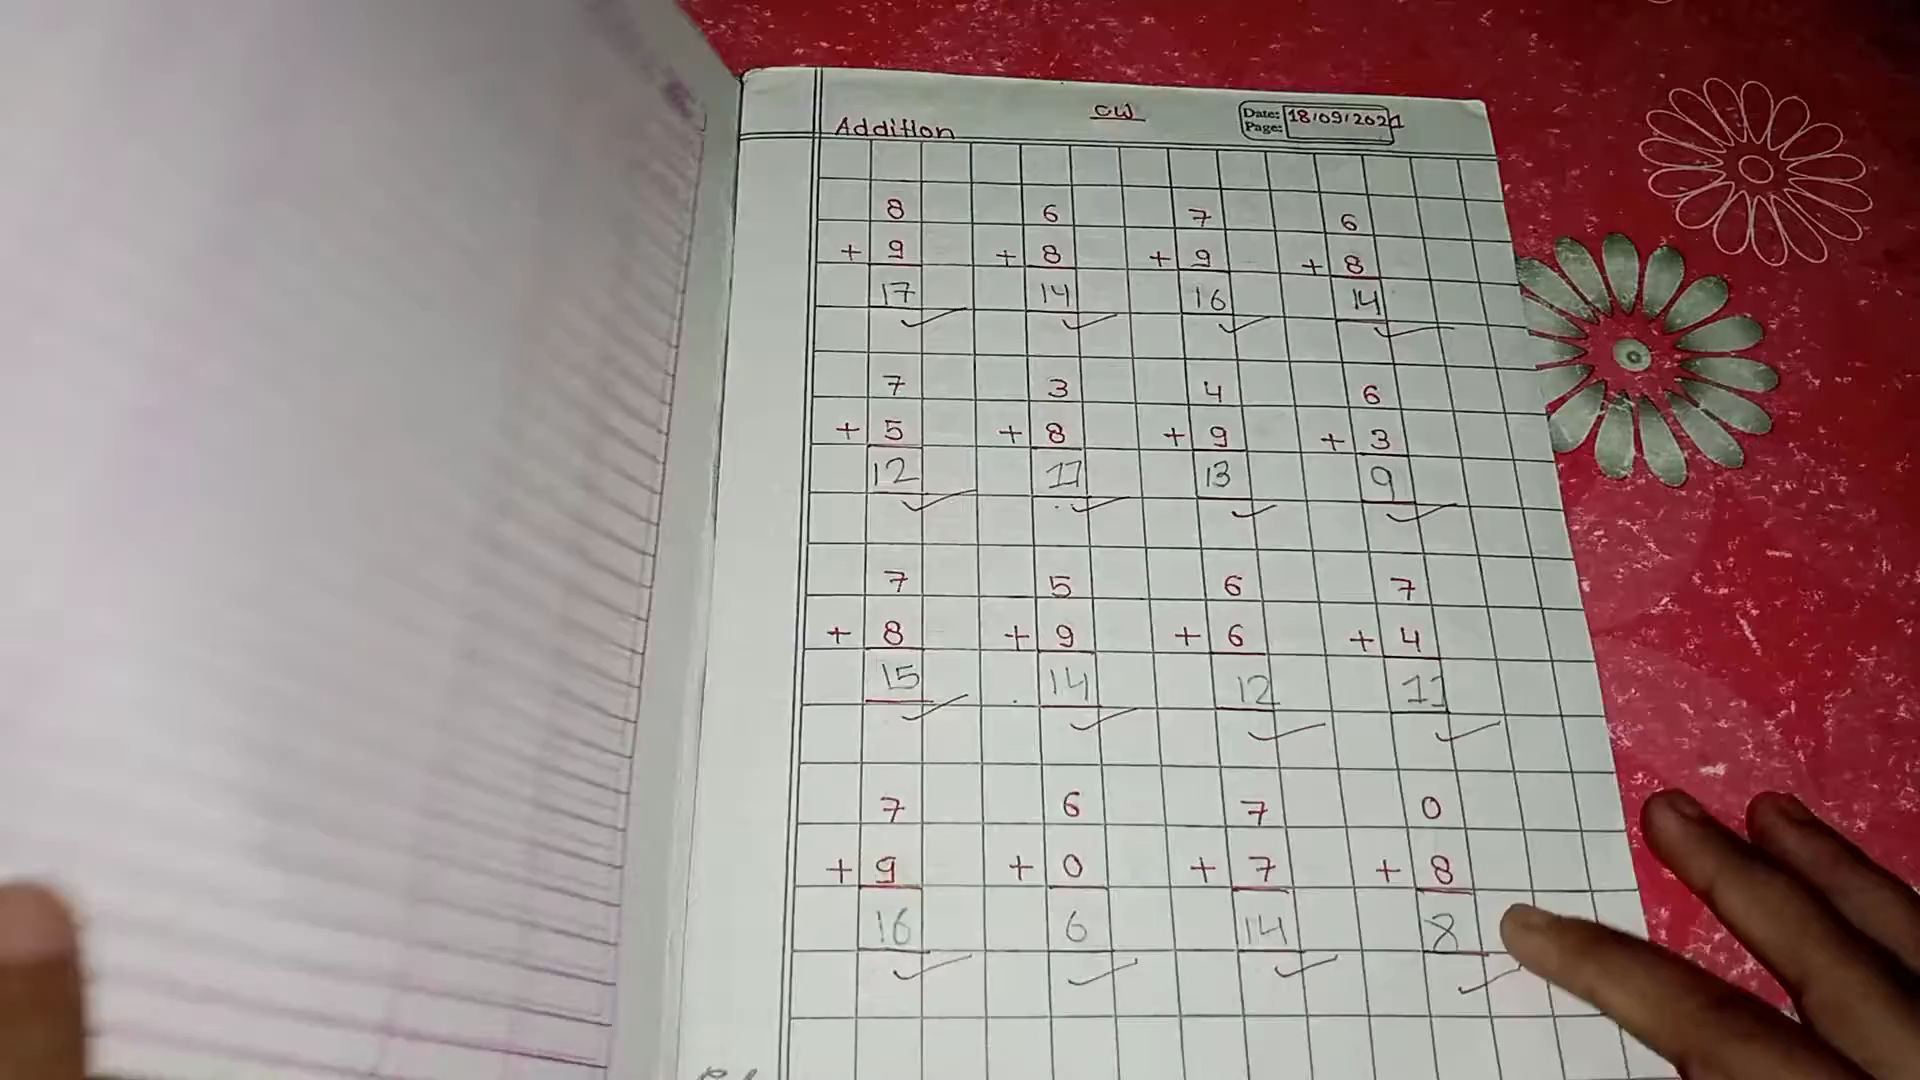 CW
Addition
Date: 18/09/2021
Page:
8 6 7 6
+ 9 + 8 + 9 + 8
17 14 16 14
7 3 4 6
+ 5 + 8 + 9 + 3
12 11 13 9
7 5 6 7
+ 8 + 9 + 6 + 4
15 14 12 11
7 6 7 0
+ 9 + 0 + 7 + 8
16 6 14 8